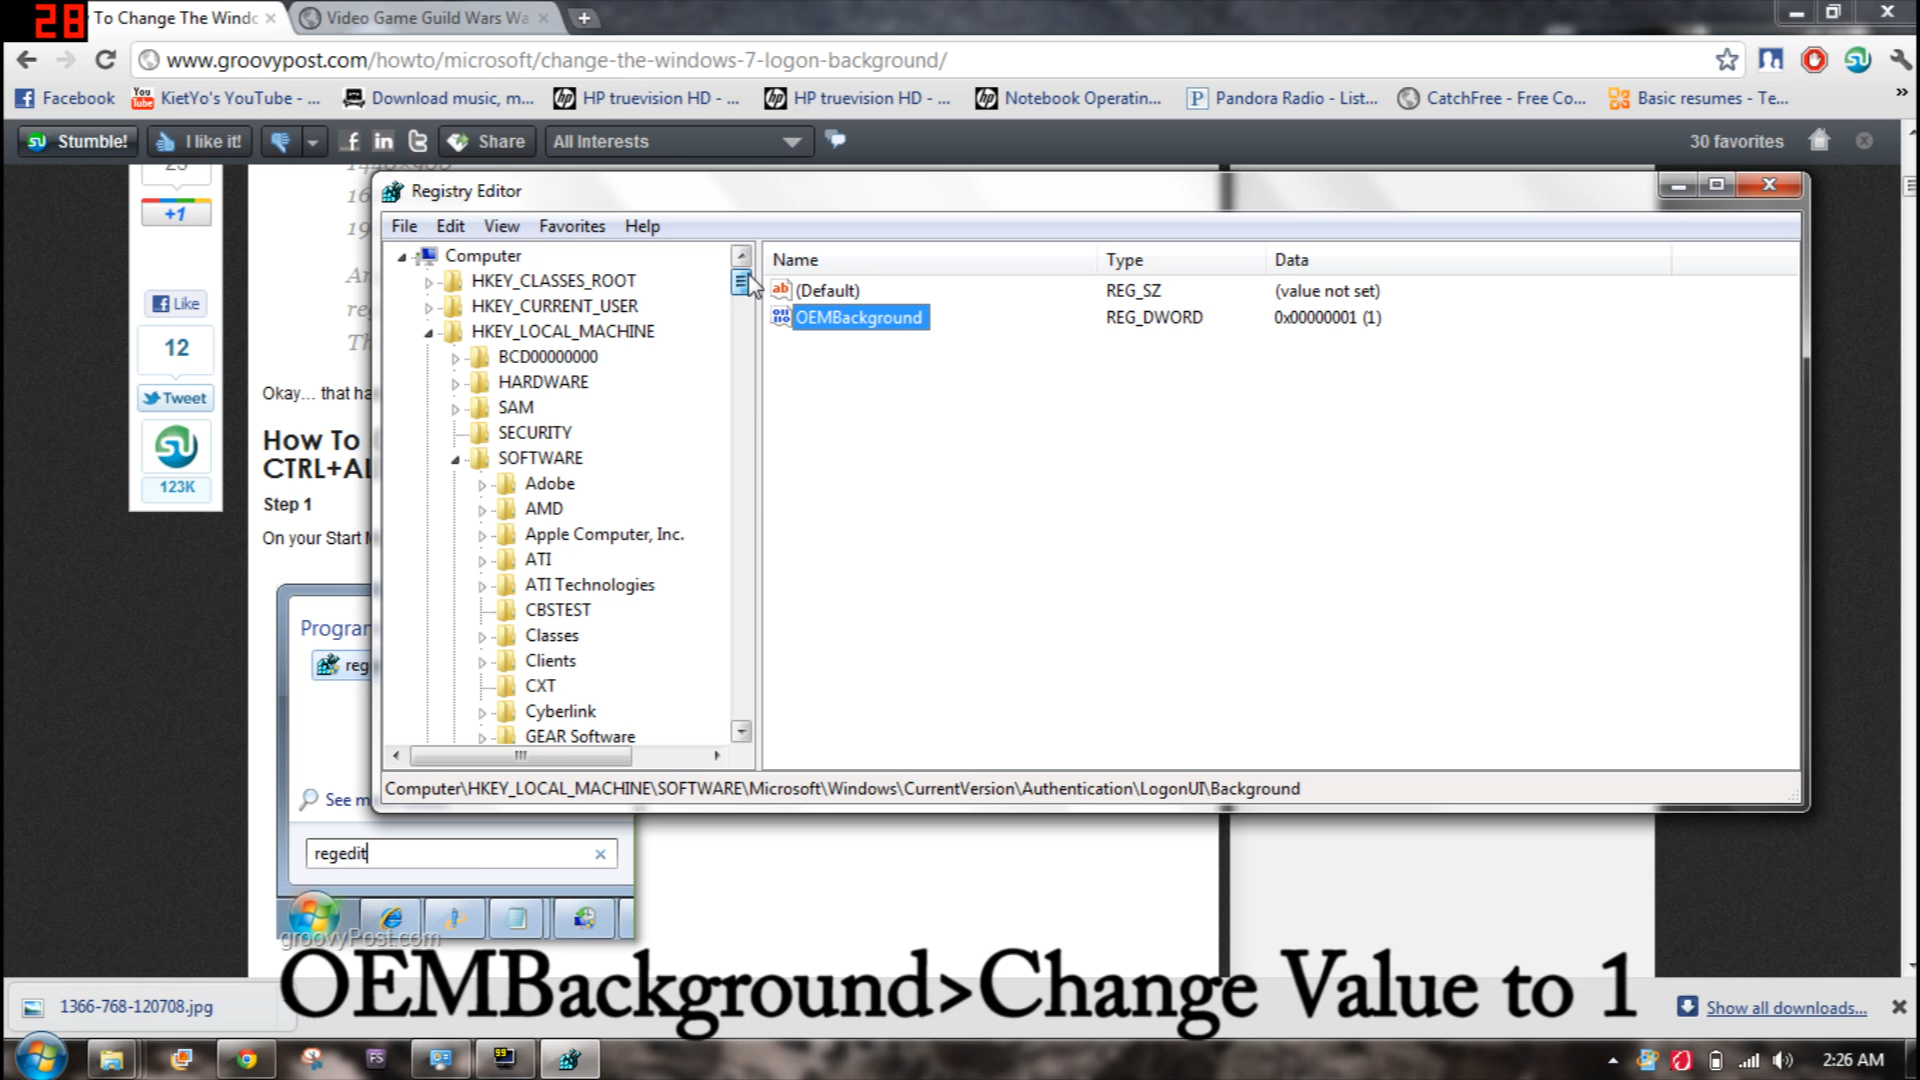 28
To Change The Windo
Video Game Guild Wars Wa
www.groovypost.com/howto/microsoft/change-the-windows-7-logon-background/
Facebook
You Tube
KietYo's YouTube - ...
Download music, m...
HP truevision HD - ...
HP truevision HD - ...
Notebook Operatin...
Pandora Radio - List...
CatchFree - Free Co...
Basic resumes - Te...
»
Stumble!
I like it!
Share
All Interests
30 favorites
+1
Like
12
Tweet
123K
Okay... that ha
How To
CTRL+AL
Step 1
On your Start M
Program
reg
See m
regedit
groovyPost.com
Registry Editor
File Edit View Favorites Help
Computer
HKEY_CLASSES_ROOT
HKEY_CURRENT_USER
HKEY_LOCAL_MACHINE
BCD00000000
HARDWARE
SAM
SECURITY
SOFTWARE
Adobe
AMD
Apple Computer, Inc.
ATI
ATI Technologies
CBSTEST
Classes
Clients
CXT
Cyberlink
GEAR Software
Name Type Data
(Default) REG_SZ (value not set)
OEMBackground REG_DWORD 0x00000001 (1)
Computer\HKEY_LOCAL_MACHINE\SOFTWARE\Microsoft\Windows\CurrentVersion\Authentication\LogonUI\Background
OEMBackground>Change Value to 1
1366-768-120708.jpg
Show all downloads...
FS
99
2:26 AM